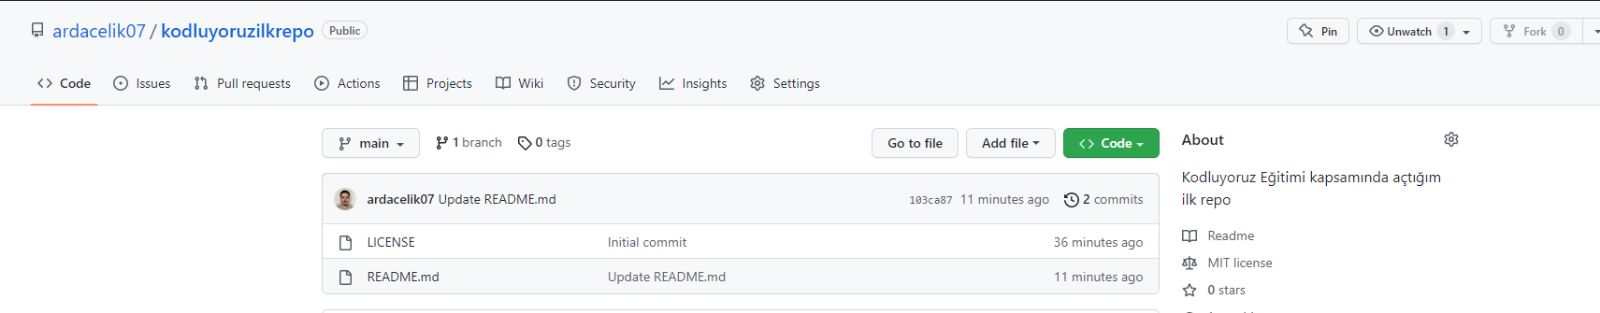 ardacelik07 / kodluyoruzilkrepo Public Pin Unwatch 1 Fork 0
Code Issues Pull requests Actions Projects Wiki Security Insights Settings
main 1 branch 0 tags Go to file Add file Code
ardacelik07 Update README.md 103ca87 11 minutes ago 2 commits
LICENSE Initial commit 36 minutes ago
README.md Update README.md 11 minutes ago
About
Kodluyoruz Eğitimi kapsamında açtığım
ilk repo
Readme
MIT license
0 stars